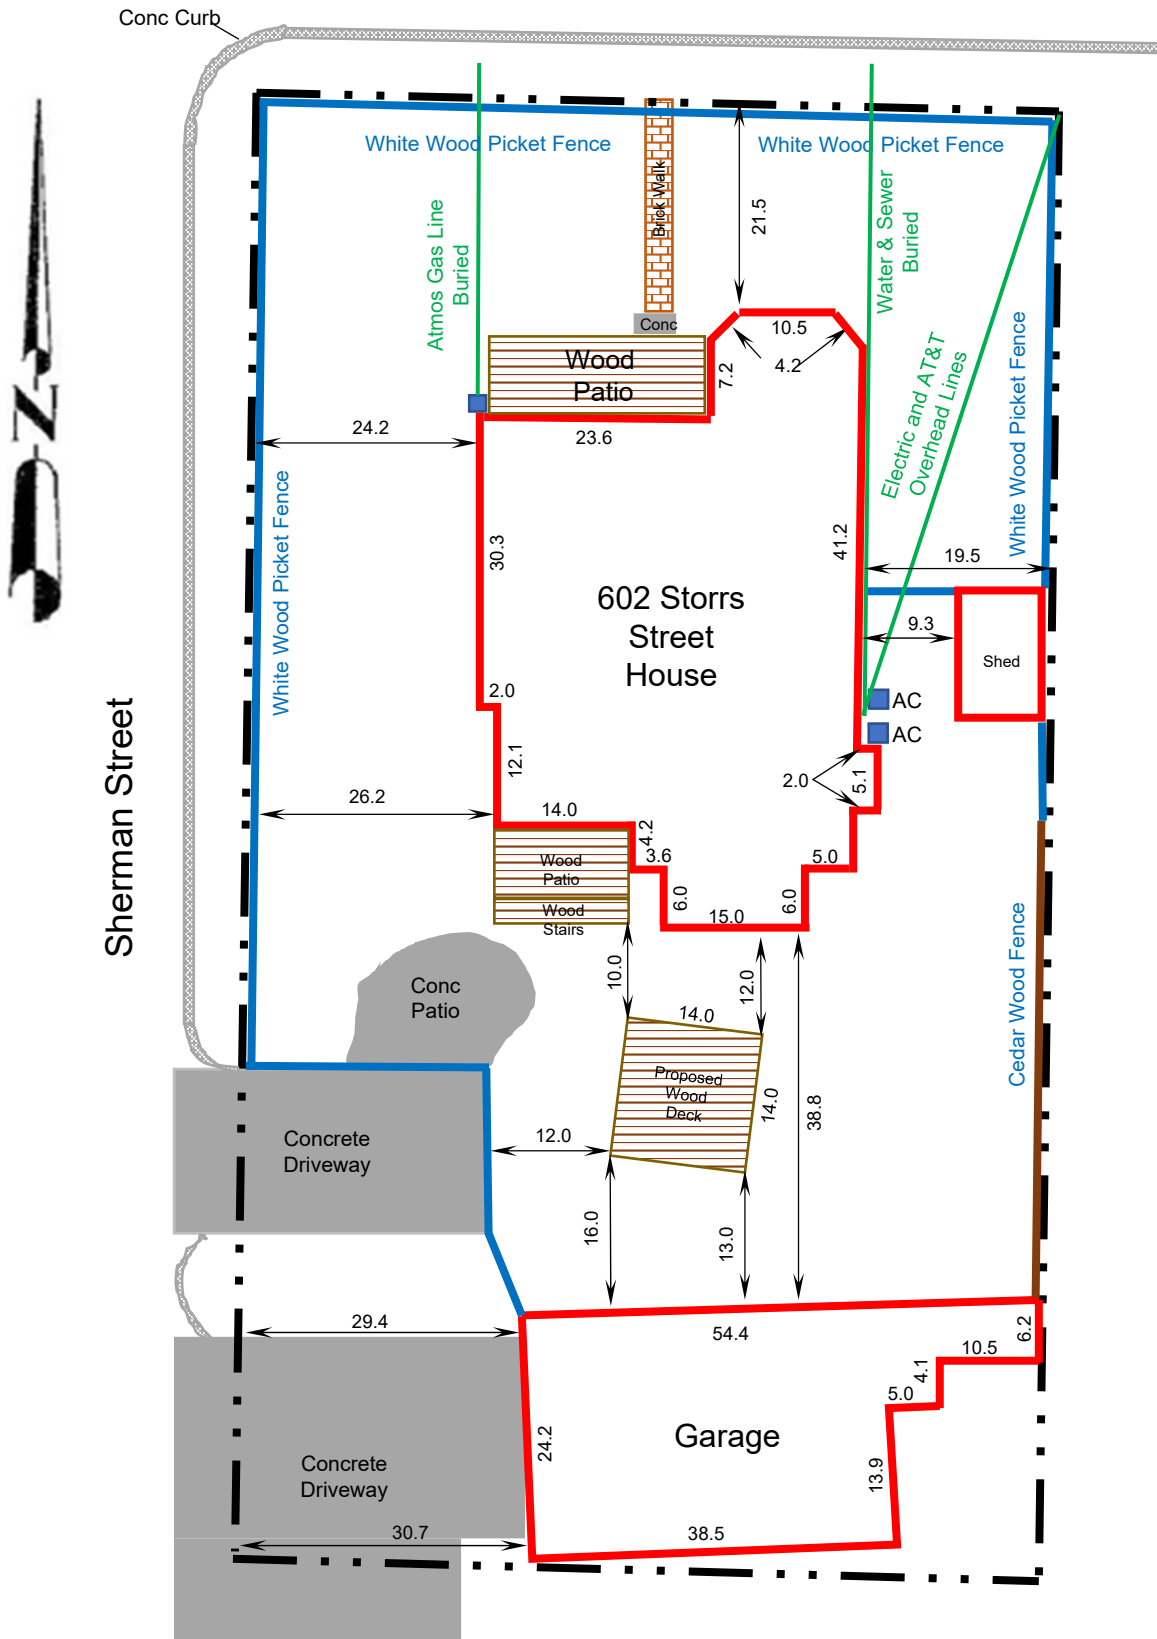 Conc Curb
White Wood Picket Fence
White Wood Picket Fence
Brick Walk
21.5
Atmos Gas Line
Buried
Water & Sewer
Buried
N
Conc
10.5
4.2
7.2
Wood
Patio
Electric and AT&T
Overhead Lines
White Wood Picket Fence
24.2
23.6
White Wood Picket Fence
30.3
41.2
19.5
602 Storrs
Street
House
9.3
Shed
2.0
AC
AC
Sherman Street
12.1
2.0
5.1
26.2
14.0
4.2
3.6
5.0
Wood
Patio
6.0
6.0
Wood
Stairs
15.0
Cedar Wood Fence
10.0
12.0
Conc
Patio
14.0
Proposed
Wood
Deck
14.0
38.8
Concrete
Driveway
12.0
16.0
13.0
29.4
54.4
6.2
10.5
4.1
5.0
24.2
Garage
13.9
Concrete
Driveway
30.7
38.5